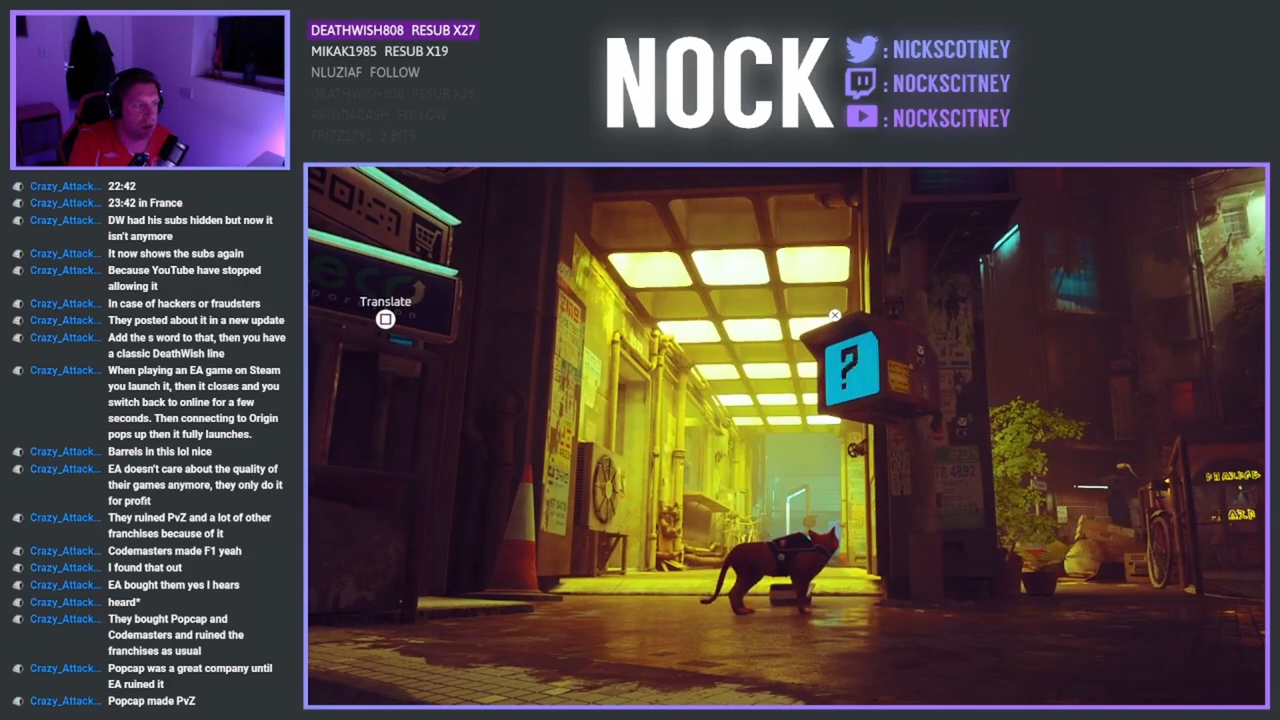 DEATHWISH808 RESUB X27
MIKAK1985 RESUB X19
NLUZIAF FOLLOW
DEATHWISH808 RESUB X26
FRITZ1791 2 BITS
NOCK
: NICKSCOTNEY
: NOCKSCITNEY
: NOCKSCITNEY
Crazy_Attack... 22:42
Crazy_Attack... 23:42 in France
Crazy_Attack... DW had his subs hidden but now it
isn't anymore
Crazy_Attack... It now shows the subs again
Crazy_Attack... Because YouTube have stopped
allowing it
Crazy_Attack... In case of hackers or fraudsters
Crazy_Attack... They posted about it in a new update
Crazy_Attack... Add the s word to that, then you have
a classic DeathWish line
Crazy_Attack... When playing an EA game on Steam
you launch it, then it closes and you
switch back to online for a few
seconds. Then connecting to Origin
pops up then it fully launches.
Crazy_Attack... Barrels in this lol nice
Crazy_Attack... EA doesn't care about the quality of
their games anymore, they only do it
for profit
Crazy_Attack... They ruined PvZ and a lot of other
franchises because of it
Crazy_Attack... Codemasters made F1 yeah
Crazy_Attack... I found that out
Crazy_Attack... EA bought them yes I hears
Crazy_Attack... heard*
Crazy_Attack... They bought Popcap and
Codemasters and ruined the
franchises as usual
Crazy_Attack... Popcap was a great company until
EA ruined it
Crazy_Attack... Popcap made PvZ
Translate
?
4892